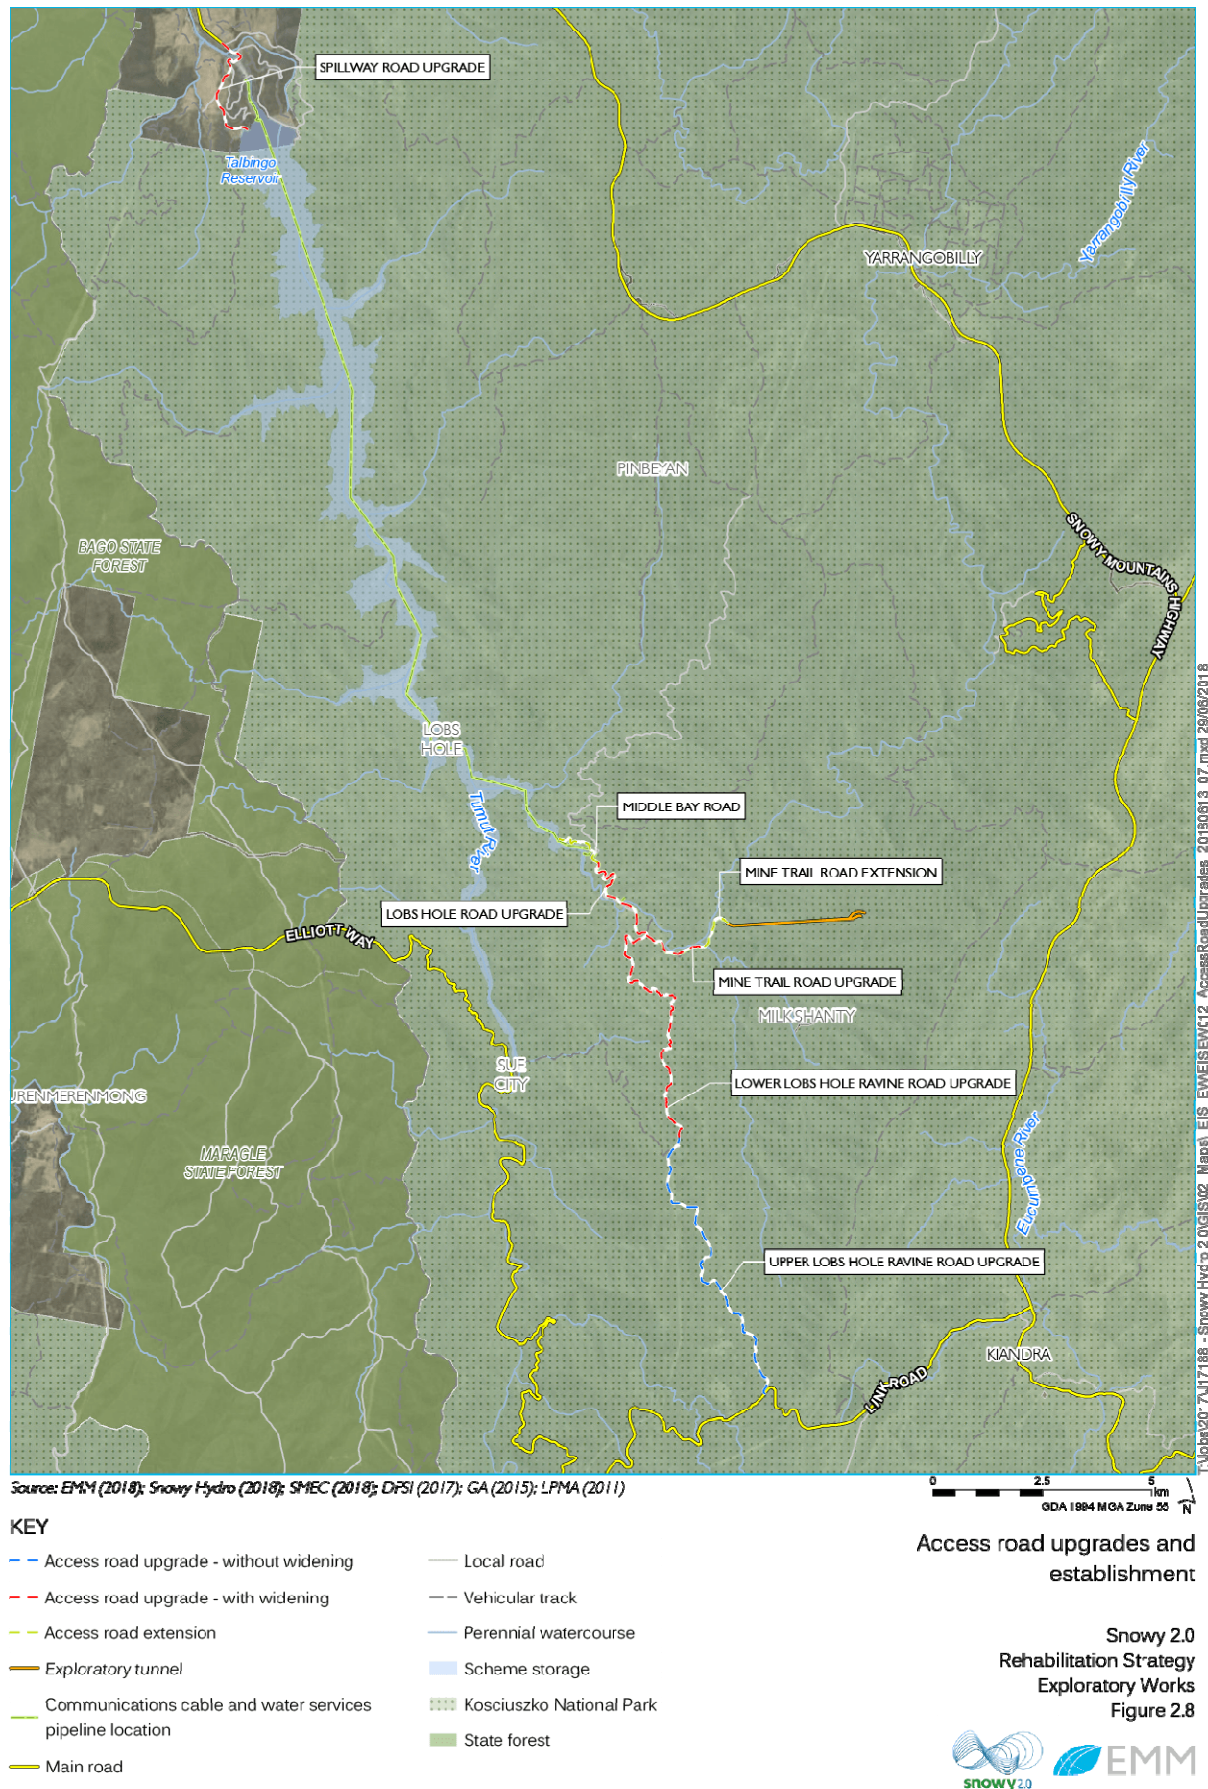 SPILLWAY ROAD UPGRADE
Talbingo
Reservoir
Yarrangobilly River
YARRANGOBILLY
PINBEYAN
SNOWY MOUNTAINS HIGHWAY
BAGO STATE
FOREST
LOBS
HOLE
Tumut River
MIDDLE BAY ROAD
MINE TRAIL ROAD EXTENSION
LOBS HOLE ROAD UPGRADE
ELLIOTT WAY
MINE TRAIL ROAD UPGRADE
MILKSHANTY
SUE
CITY
LOWER LOBS HOLE RAVINE ROAD UPGRADE
URENMERENMONG
MARAGLE
STATE FOREST
Eucumbene River
UPPER LOBS HOLE RAVINE ROAD UPGRADE
KIANDRA
LINK ROAD
Source: EMM (2018); Snowy Hydro (2018); SMEC (2018); DFSI (2017); GA (2015); LPMA (2011)
0 2.5 5
km
GDA 1994 MGA Zone 55
N
KEY
Access road upgrade - without widening
Access road upgrade - with widening
Access road extension
Exploratory tunnel
Communications cable and water services
pipeline location
Main road
Local road
Vehicular track
Perennial watercourse
Scheme storage
Kosciuszko National Park
State forest
Access road upgrades and
establishment
Snowy 2.0
Rehabilitation Strategy
Exploratory Works
Figure 2.8
snowy 2.0
EMM